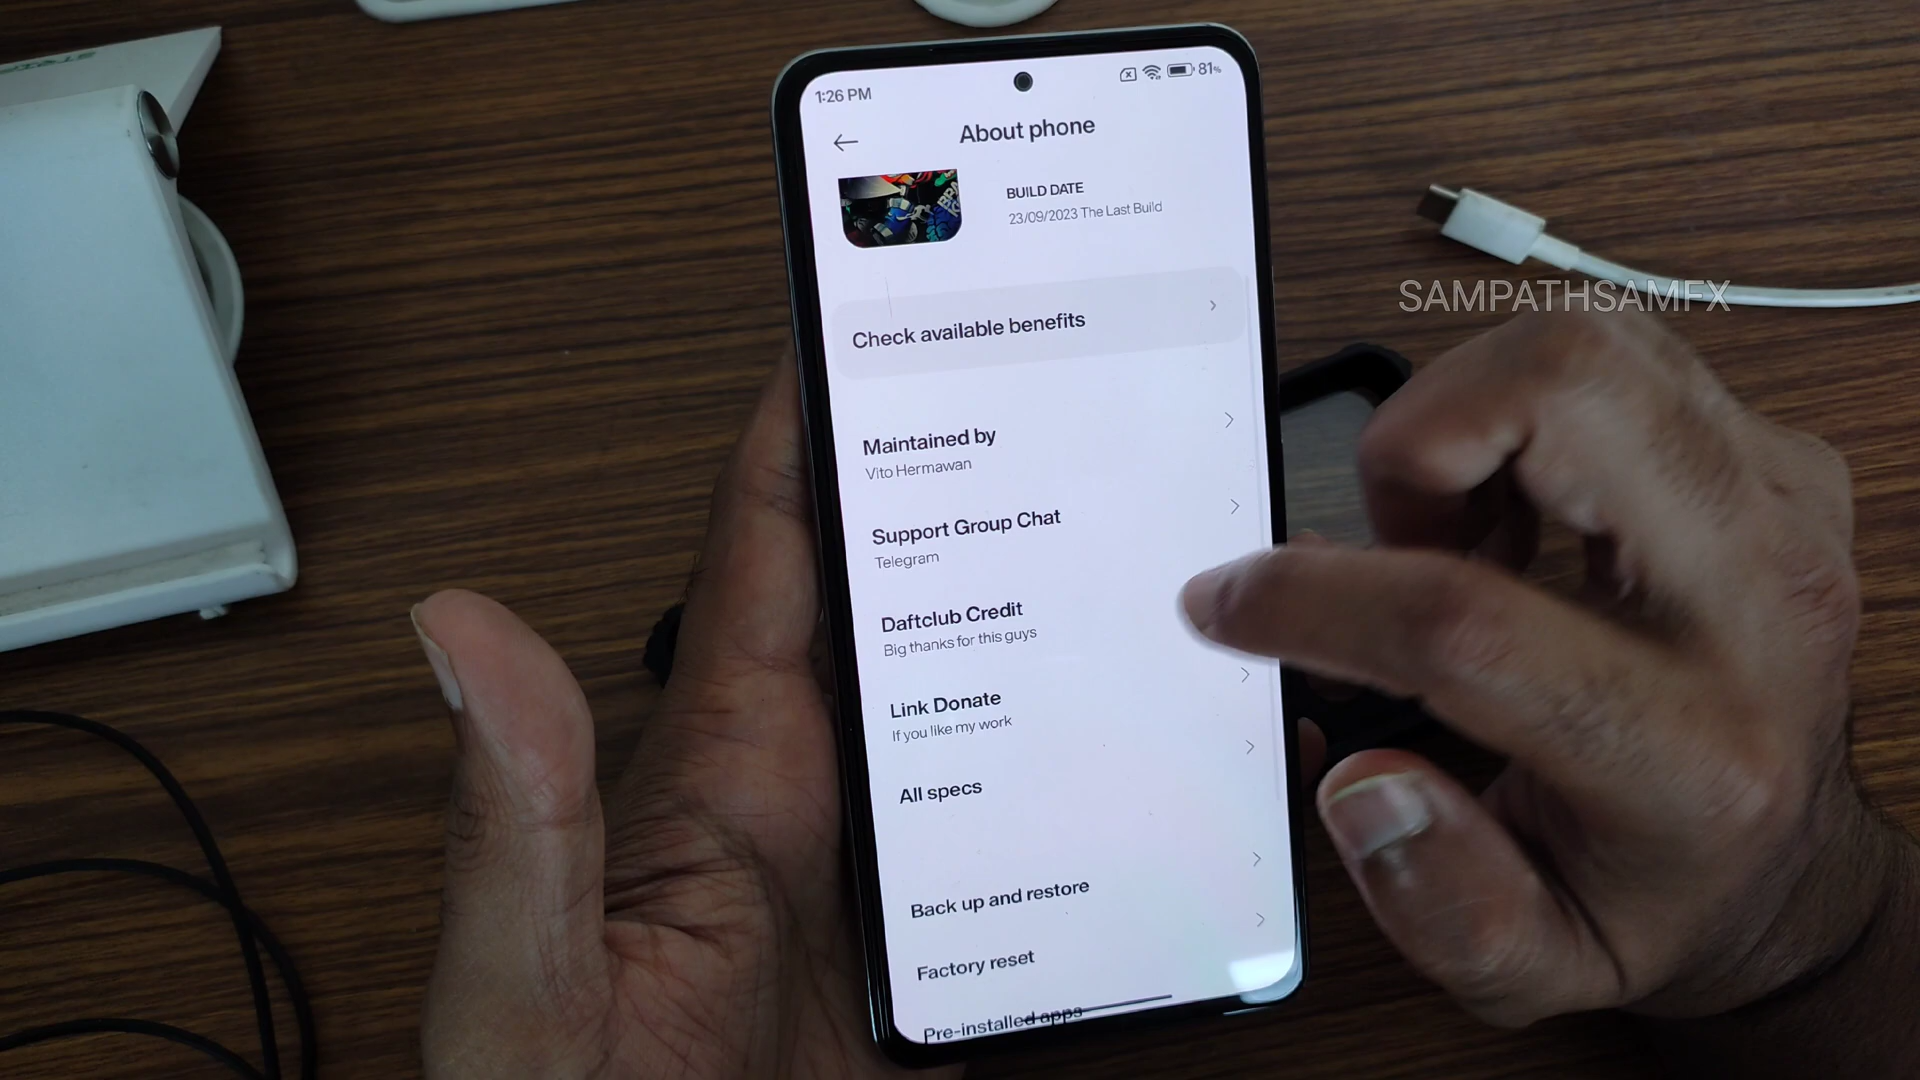 1:26 PM
81%
About phone
BUILD DATE
23/09/2023 The Last Build
Check available benefits
SAMPATHSAMFX
Maintained by
Vito Hermawan
Support Group Chat
Telegram
Daftclub Credit
Big thanks for this guys
Link Donate
If you like my work
All specs
Back up and restore
Factory reset
Pre-installed apps